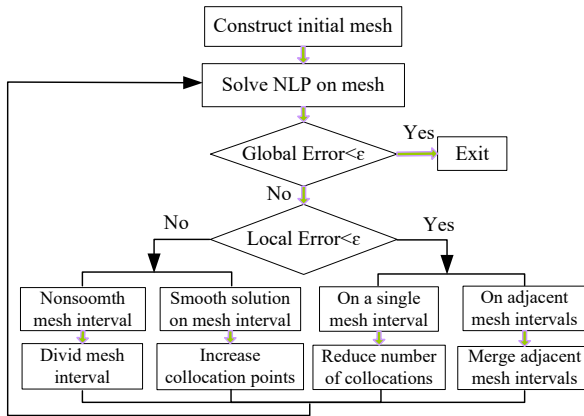 Construct initial mesh
Solve NLP on mesh
Global Error<ε
Yes
Exit
No
Local Error<ε
No
Yes
Nonsoomth
mesh interval
Smooth solution
on mesh interval
On a single
mesh interval
On adjacent
mesh intervals
Divid mesh
interval
Increase
collocation points
Reduce number
of collocations
Merge adjacent
mesh intervals